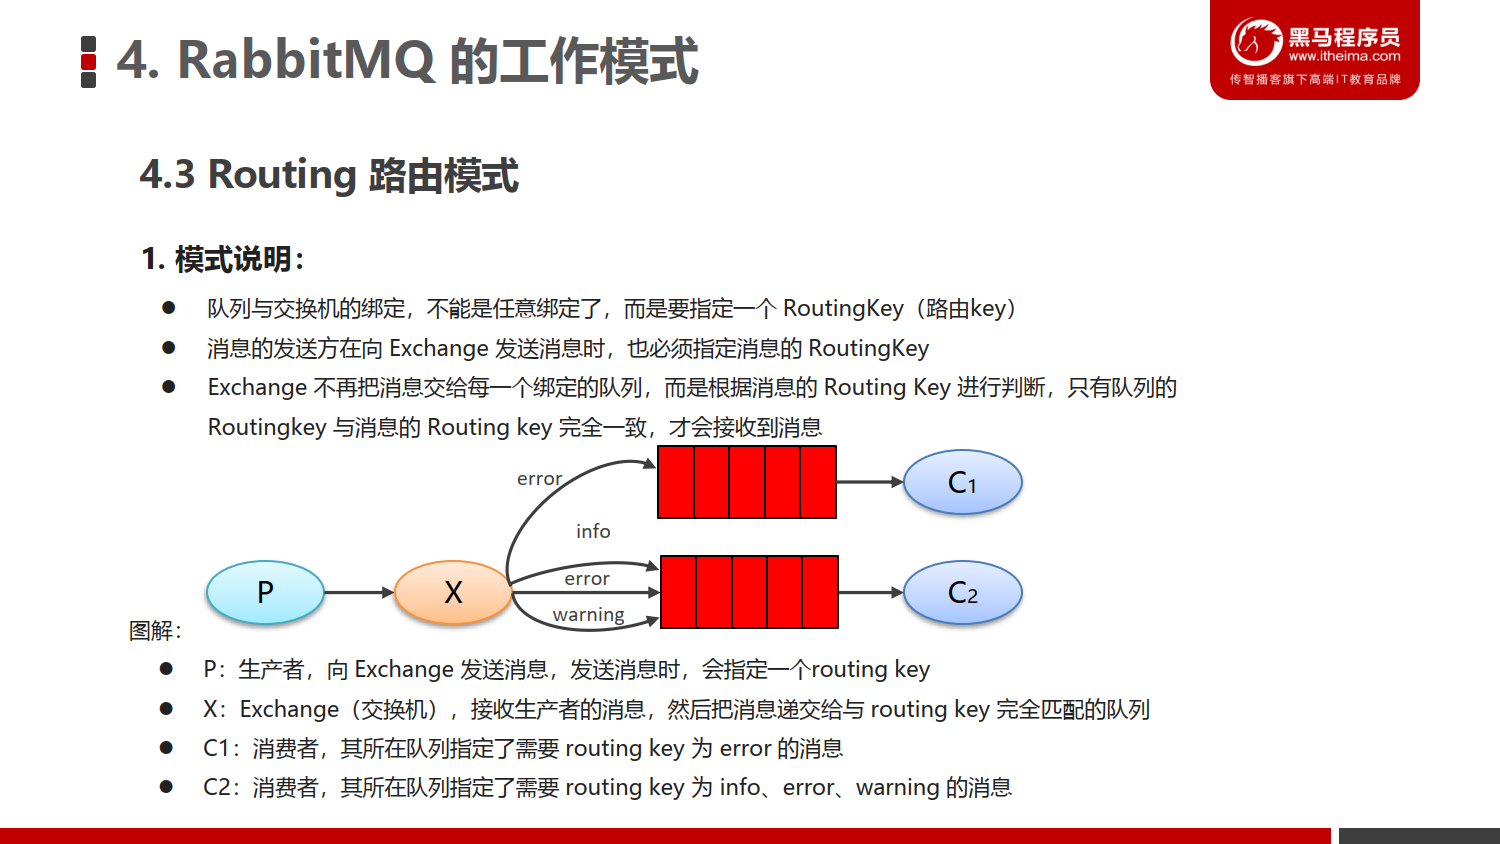 4. RabbitMQ 的工作模式
黑马程序员
www.itheima.com
传智播客旗下高端IT教育品牌
4.3 Routing 路由模式
1. 模式说明：
● 队列与交换机的绑定，不能是任意绑定了，而是要指定一个 RoutingKey（路由key）
● 消息的发送方在向 Exchange 发送消息时，也必须指定消息的 RoutingKey
● Exchange 不再把消息交给每一个绑定的队列，而是根据消息的 Routing Key 进行判断，只有队列的
Routingkey 与消息的 Routing key 完全一致，才会接收到消息
error
C1
info
P
X
error
C2
warning
图解：
● P：生产者，向 Exchange 发送消息，发送消息时，会指定一个routing key
● X：Exchange（交换机），接收生产者的消息，然后把消息递交给与 routing key 完全匹配的队列
● C1：消费者，其所在队列指定了需要 routing key 为 error 的消息
● C2：消费者，其所在队列指定了需要 routing key 为 info、error、warning 的消息